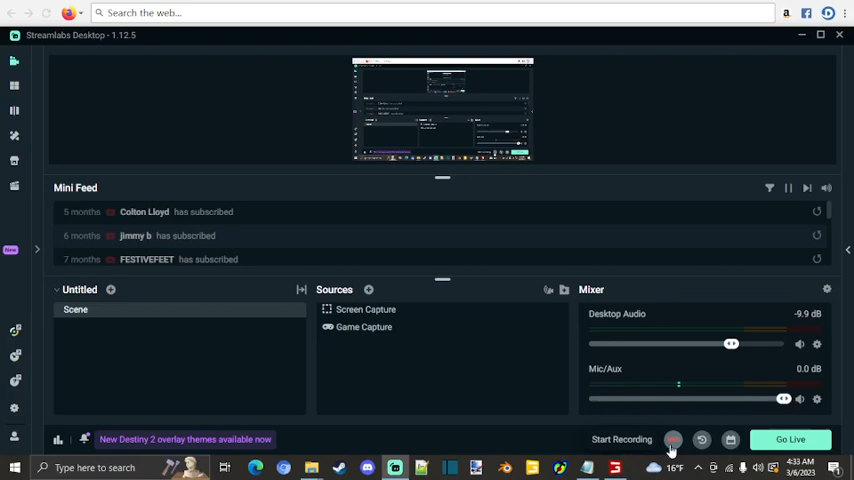 Search the web...
Streamlabs Desktop - 1.12.5
Mini Feed
5 months Colton Lloyd has subscribed
6 months jimmy b has subscribed
7 months FESTIVEFEET has subscribed
New
Untitled
Sources
Mixer
Scene
Screen Capture
Game Capture
Desktop Audio -9.9 dB
Mic/Aux 0.0 dB
New Destiny 2 overlay themes available now
Start Recording
REC
Go Live
Type here to search
16°F
4:33 AM
3/6/2023